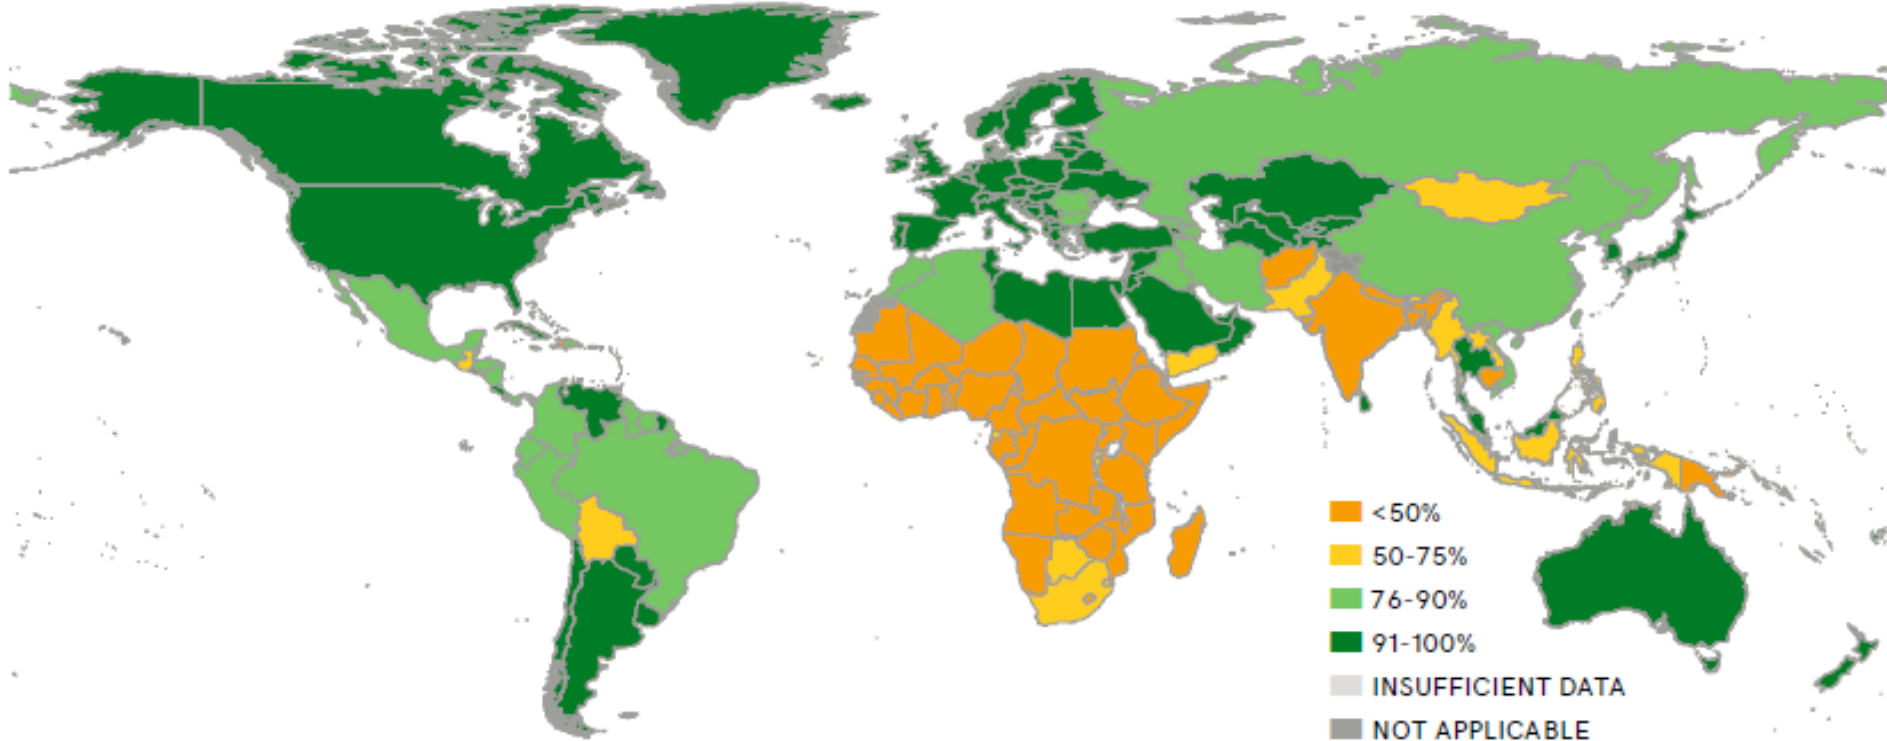 <50%
50-75%
76-90%
91-100%
INSUFFICIENT DATA
NOT APPLICABLE